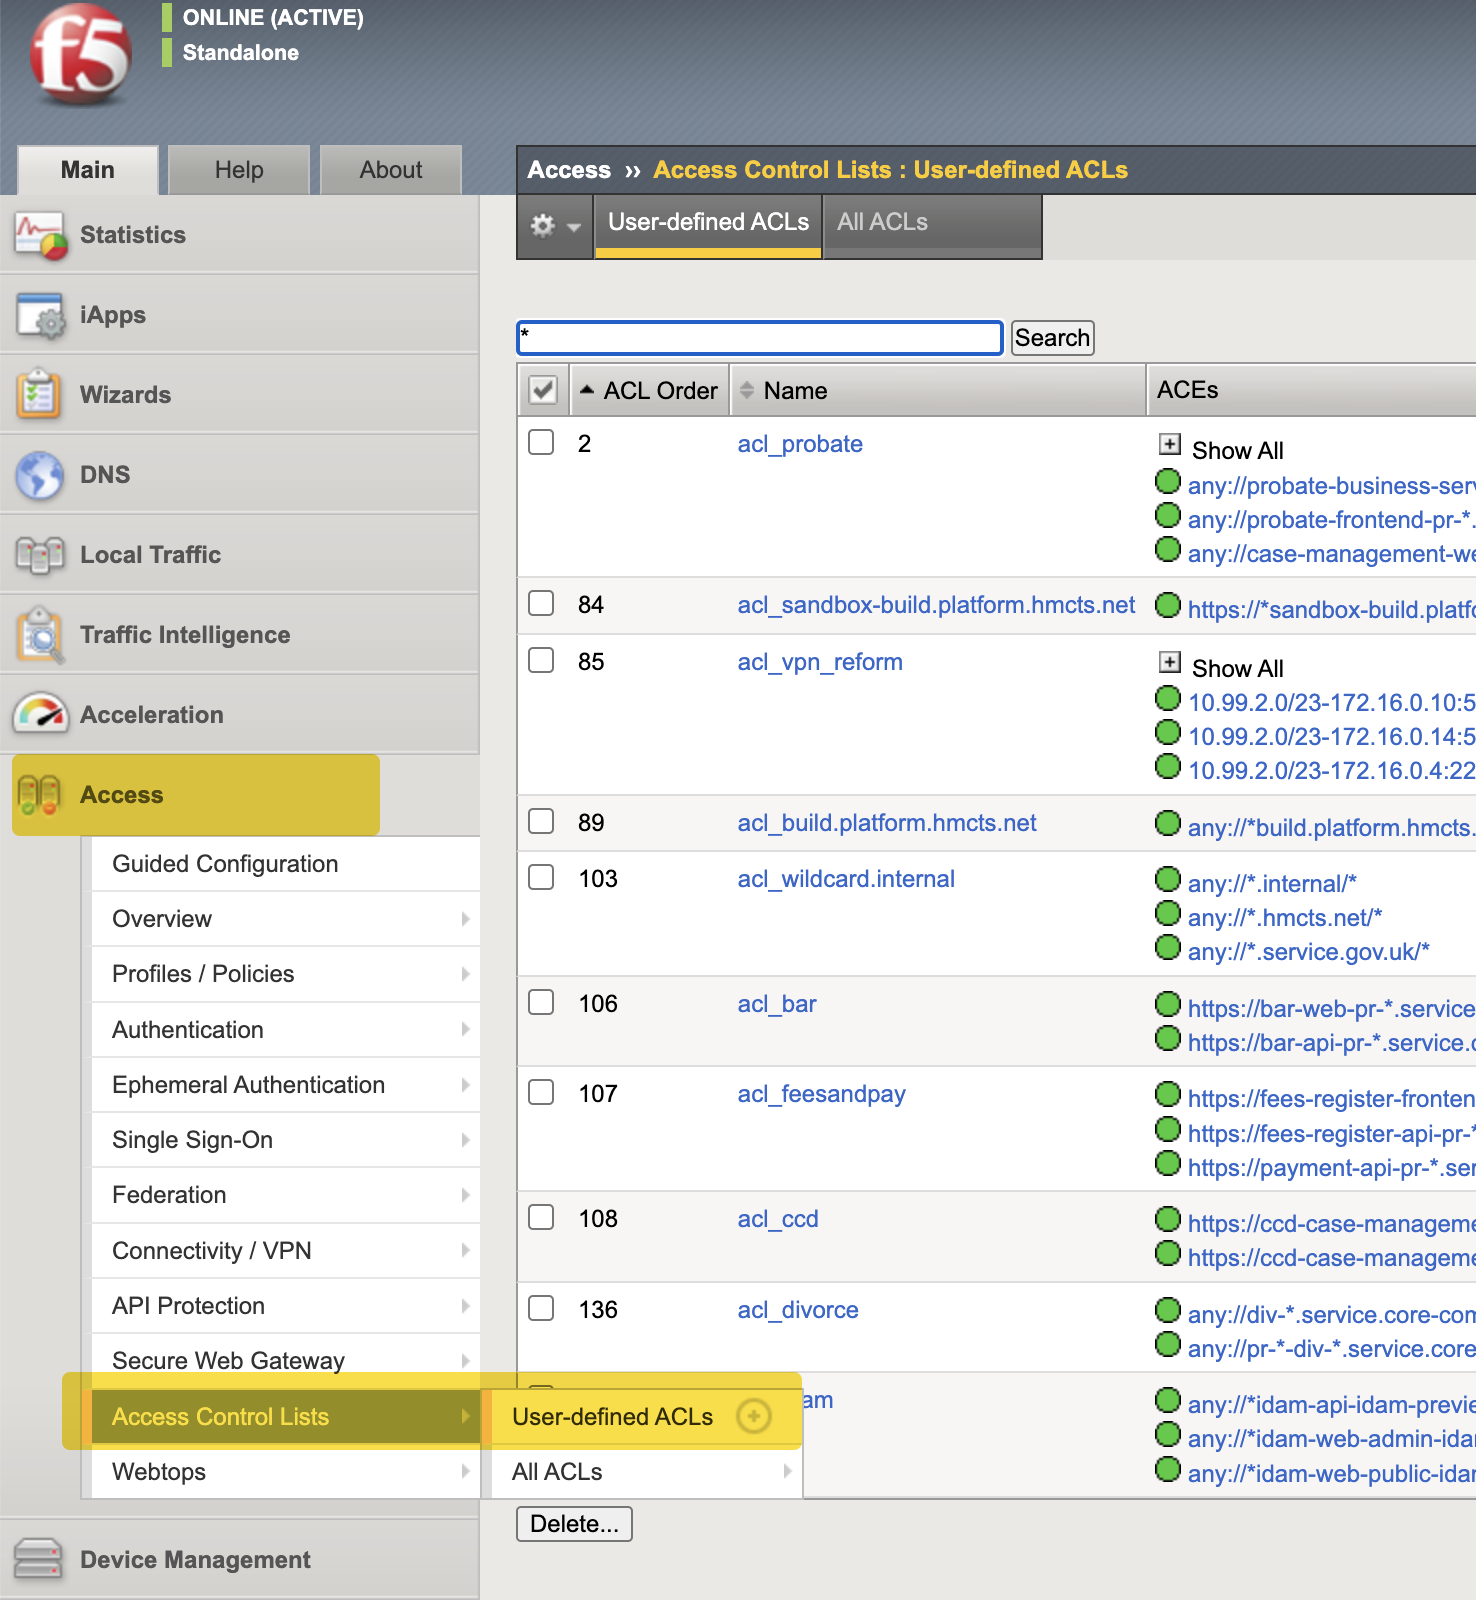 f5
ONLINE (ACTIVE)
Standalone
Main
Help
About
Access ›› Access Control Lists : User-defined ACLs
User-defined ACLs
All ACLs
Statistics
iApps
Wizards
DNS
Local Traffic
Traffic Intelligence
Acceleration
Access
Guided Configuration
Overview
Profiles / Policies
Authentication
Ephemeral Authentication
Single Sign-On
Federation
Connectivity / VPN
API Protection
Secure Web Gateway
Access Control Lists
User-defined ACLs
Webtops
All ACLs
Device Management
*
Search
ACL Order
Name
ACEs
2
acl_probate
Show All
any://probate-business-serv
any://probate-frontend-pr-*.
any://case-management-we
84
acl_sandbox-build.platform.hmcts.net
https://*sandbox-build.platfo
85
acl_vpn_reform
Show All
10.99.2.0/23-172.16.0.10:5
10.99.2.0/23-172.16.0.14:5
10.99.2.0/23-172.16.0.4:22
89
acl_build.platform.hmcts.net
any://*build.platform.hmcts.
103
acl_wildcard.internal
any://*.internal/*
any://*.hmcts.net/*
any://*.service.gov.uk/*
106
acl_bar
https://bar-web-pr-*.service
https://bar-api-pr-*.service.c
107
acl_feesandpay
https://fees-register-fronten
https://fees-register-api-pr-*
https://payment-api-pr-*.ser
108
acl_ccd
https://ccd-case-manageme
https://ccd-case-manageme
136
acl_divorce
any://div-*.service.core-com
any://pr-*-div-*.service.core
am
any://*idam-api-idam-previe
any://*idam-web-admin-idam
any://*idam-web-public-idam
Delete...